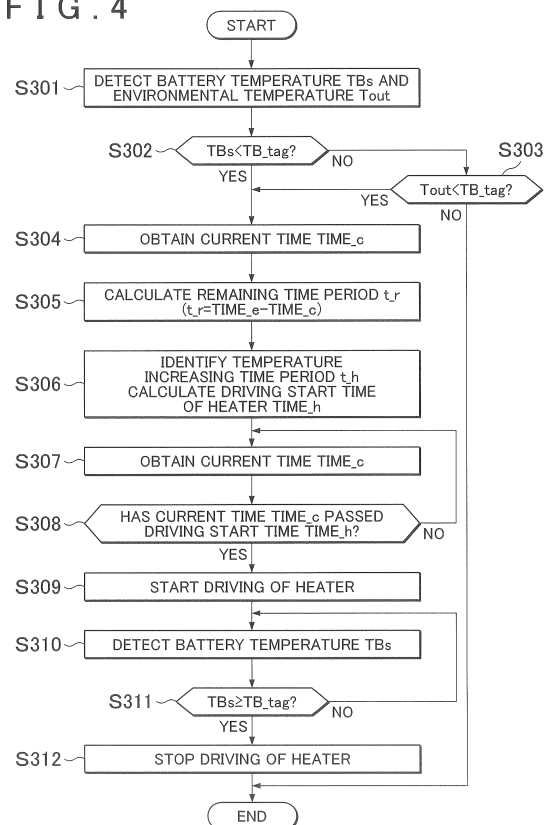 FIG.4
START
S301
DETECT BATTERY TEMPERATURE TBs AND
ENVIRONMENTAL TEMPERATURE Tout
S302
TBs<TB_tag?
NO
YES
S303
Tout<TB_tag?
YES
NO
S304
OBTAIN CURRENT TIME TIME_c
S305
CALCULATE REMAINING TIME PERIOD t_r
(t_r=TIME_e-TIME_c)
S306
IDENTIFY TEMPERATURE
INCREASING TIME PERIOD t_h
CALCULATE DRIVING START TIME
OF HEATER TIME_h
S307
OBTAIN CURRENT TIME TIME_c
S308
HAS CURRENT TIME TIME_c PASSED
DRIVING START TIME TIME_h?
NO
YES
S309
START DRIVING OF HEATER
S310
DETECT BATTERY TEMPERATURE TBs
S311
TBs≥TB_tag?
NO
YES
S312
STOP DRIVING OF HEATER
END